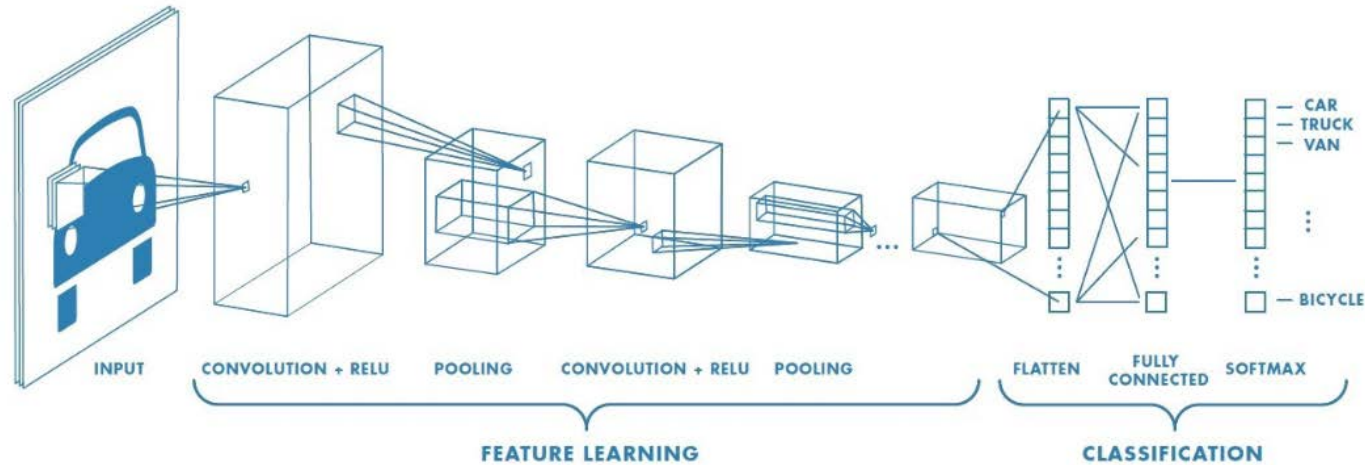 CAR
TRUCK
VAN
BICYCLE
INPUT
CONVOLUTION + RELU
POOLING
CONVOLUTION + RELU
POOLING
FLATTEN
FULLY
CONNECTED
SOFTMAX
FEATURE LEARNING
CLASSIFICATION